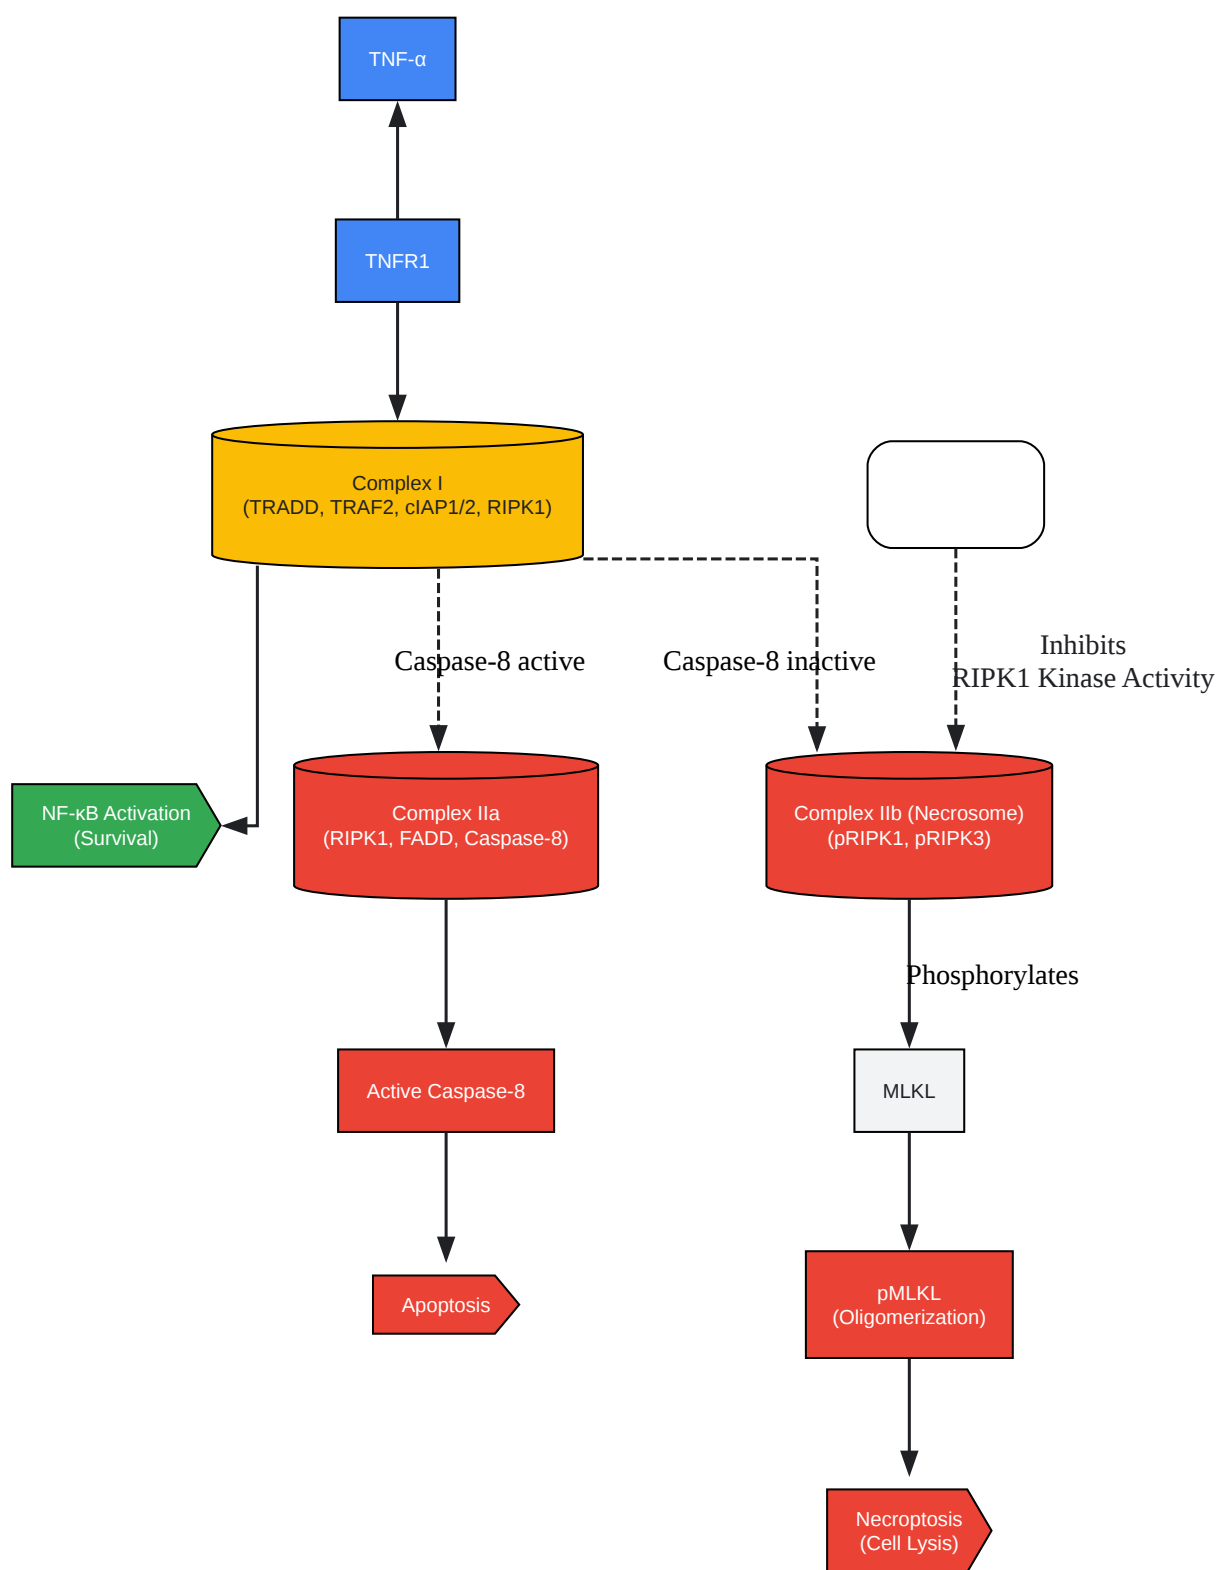 TNF-α
TNFR1
Complex I
(TRADD, TRAF2, cIAP1/2, RIPK1)
Caspase-8 active
Caspase-8 inactive
Inhibits
RIPK1 Kinase Activity
NF-κB Activation
(Survival)
Complex IIa
(RIPK1, FADD, Caspase-8)
Complex IIb (Necrosome)
(pRIPK1, pRIPK3)
Phosphorylates
Active Caspase-8
MLKL
Apoptosis
pMLKL
(Oligomerization)
Necroptosis
(Cell Lysis)